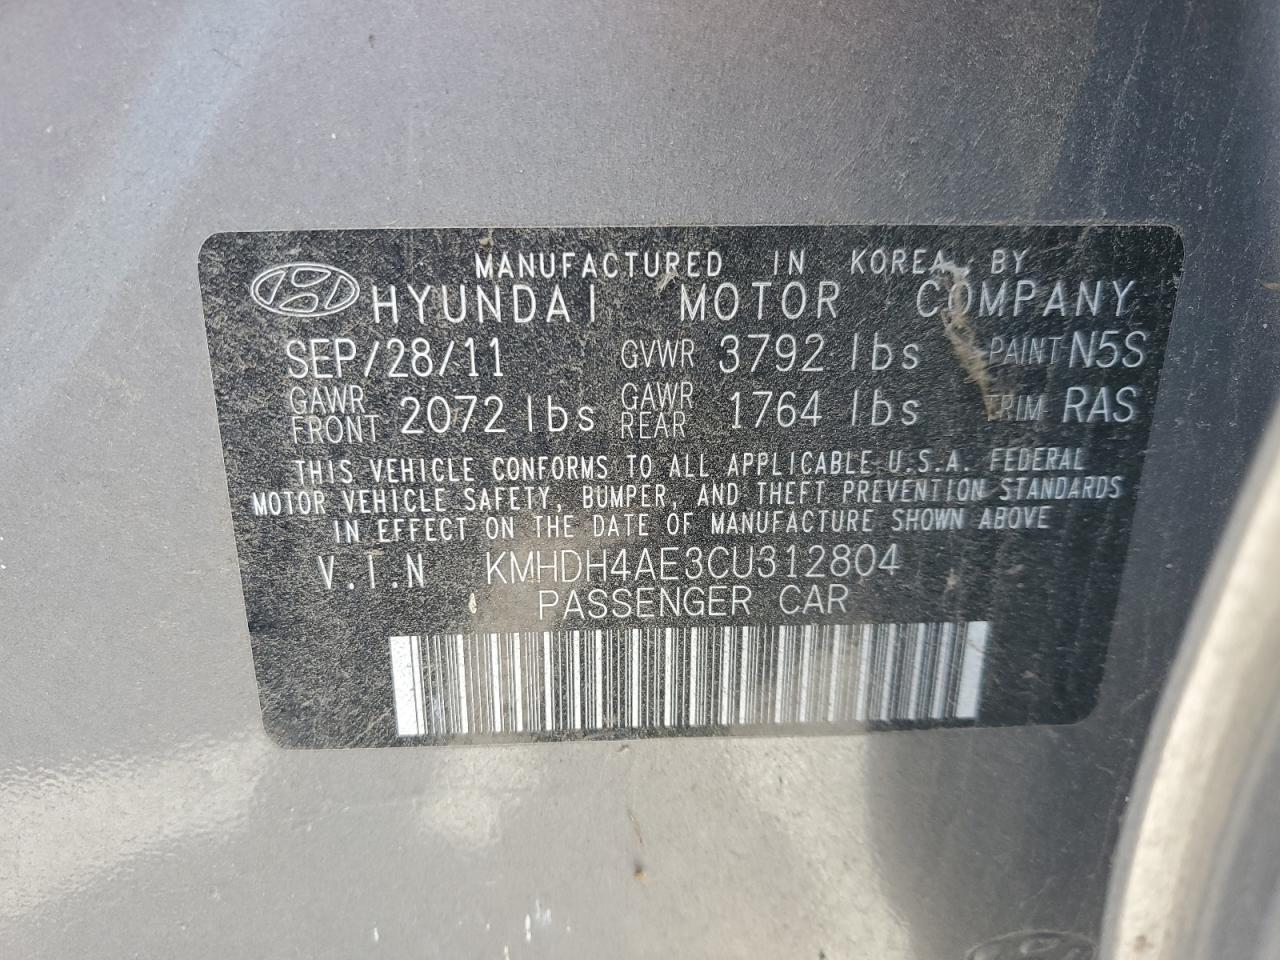 MANUFACTURED IN KOREA BY
HYUNDAI MOTOR COMPANY
SEP/28/11 GVWR 3792 lbs PAINT N5S
GAWR FRONT 2072 lbs GAWR REAR 1764 lbs TRIM RAS
THIS VEHICLE CONFORMS TO ALL APPLICABLE U.S.A. FEDERAL
MOTOR VEHICLE SAFETY, BUMPER, AND THEFT PREVENTION STANDARDS
IN EFFECT ON THE DATE OF MANUFACTURE SHOWN ABOVE
V.I.N KMHDH4AE3CU312804
PASSENGER CAR